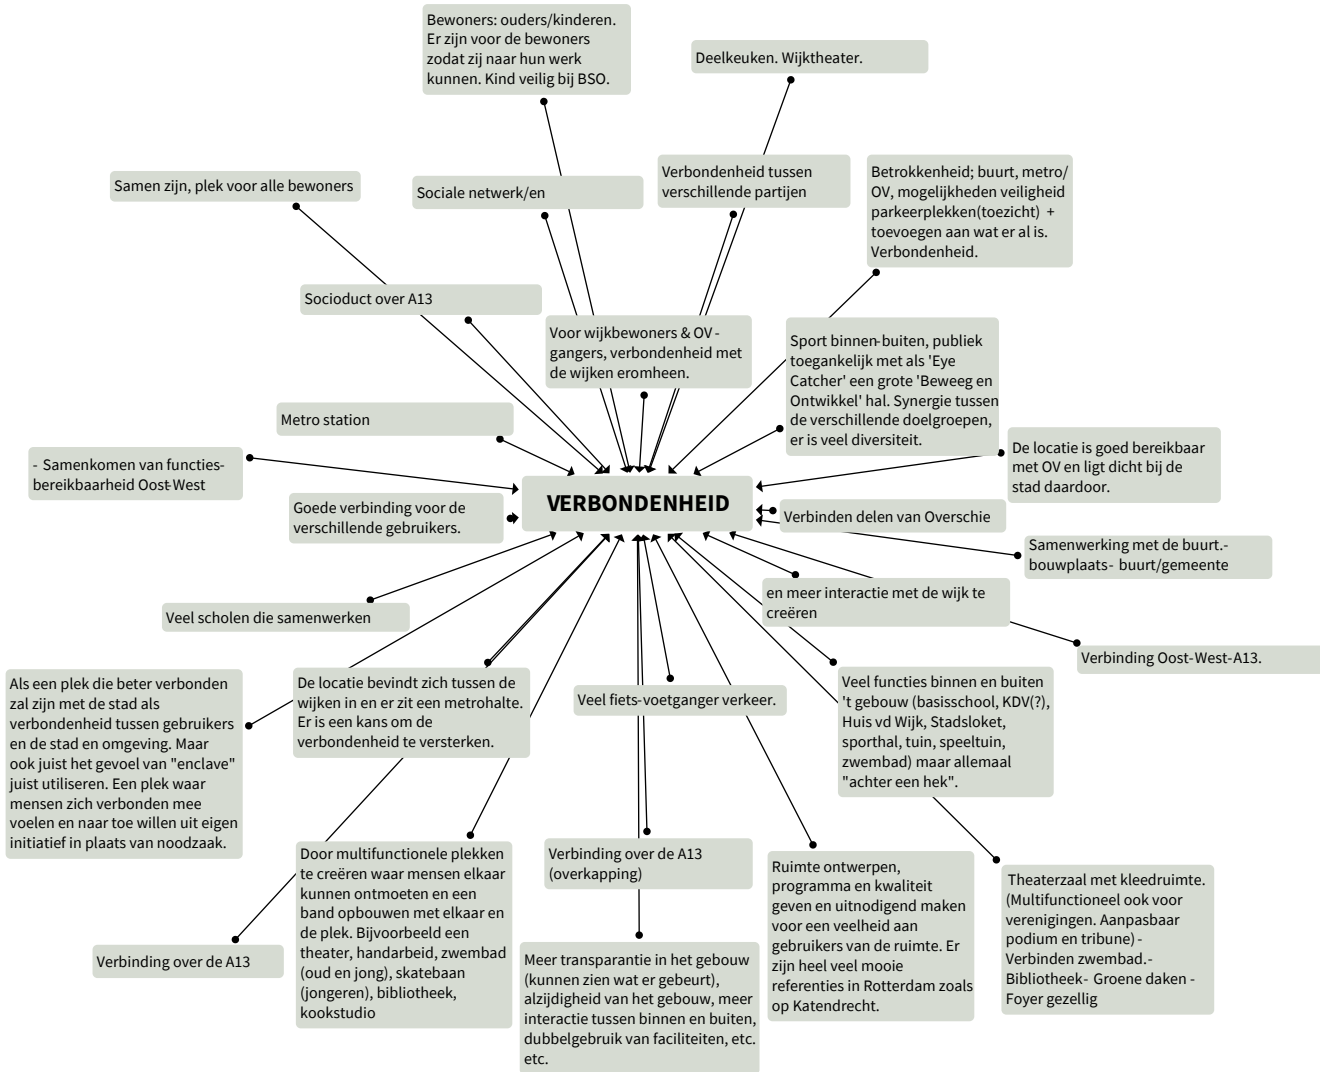 Bewoners: ouders/kinderen.
Er zijn voor de bewoners
zodat zij naar hun werk
kunnen. Kind veilig bij BSO.
Deelkeuken. Wijktheater.
Samen zijn, plek voor alle bewoners
Sociale netwerk/en
Verbondenheid tussen
verschillende partijen
Betrokkenheid; buurt, metro/
OV, mogelijkheden veiligheid
parkeerplekken(toezicht) +
toevoegen aan wat er al is.
Verbondenheid.
Socioduct over A13
Voor wijkbewoners & OV -
gangers, verbondenheid met
de wijken eromheen.
Sport binnen-buiten, publiek
toegankelijk met als 'Eye
Catcher' een grote 'Beweeg en
Ontwikkel' hal. Synergie tussen
de verschillende doelgroepen,
er is veel diversiteit.
Metro station
De locatie is goed bereikbaar
met OV en ligt dicht bij de
stad daardoor.
- Samenkomen van functies-
bereikbaarheid Oost-West
Goede verbinding voor de
verschillende gebruikers.
VERBONDENHEID
Verbinden delen van Overschie
Samenwerking met de buurt.-
bouwplaats- buurt/gemeente
en meer interactie met de wijk te
creëren
Veel scholen die samenwerken
Verbinding Oost-West-A13.
Als een plek die beter verbonden
zal zijn met de stad als
verbondenheid tussen gebruikers
en de stad en omgeving. Maar
ook juist het gevoel van "enclave"
juist utiliseren. Een plek waar
mensen zich verbonden mee
voelen en naar toe willen uit eigen
initiatief in plaats van noodzaak.
De locatie bevindt zich tussen de
wijken in en er zit een metrohalte.
Er is een kans om de
verbondenheid te versterken.
Veel fiets-voetganger verkeer.
Veel functies binnen en buiten
't gebouw (basisschool, KDV(?),
Huis vd Wijk, Stadsloket,
sporthal, tuin, speeltuin,
zwembad) maar allemaal
"achter een hek".
Verbinding over de A13
Door multifunctionele plekken
te creëren waar mensen elkaar
kunnen ontmoeten en een
band opbouwen met elkaar en
de plek. Bijvoorbeeld een
theater, handarbeid, zwembad
(oud en jong), skatebaan
(jongeren), bibliotheek,
kookstudio
Verbinding over de A13
(overkapping)
Meer transparantie in het gebouw
(kunnen zien wat er gebeurt),
alzijdigheid van het gebouw, meer
interactie tussen binnen en buiten,
dubbelgebruik van faciliteiten, etc.
etc.
Ruimte ontwerpen,
programma en kwaliteit
geven en uitnodigend maken
voor een veelheid aan
gebruikers van de ruimte. Er
zijn heel veel mooie
referenties in Rotterdam zoals
op Katendrecht.
Theaterzaal met kleedruimte.
(Multifunctioneel ook voor
verenigingen. Aanpasbaar
podium en tribune) -
Verbinden zwembad.-
Bibliotheek- Groene daken -
Foyer gezellig